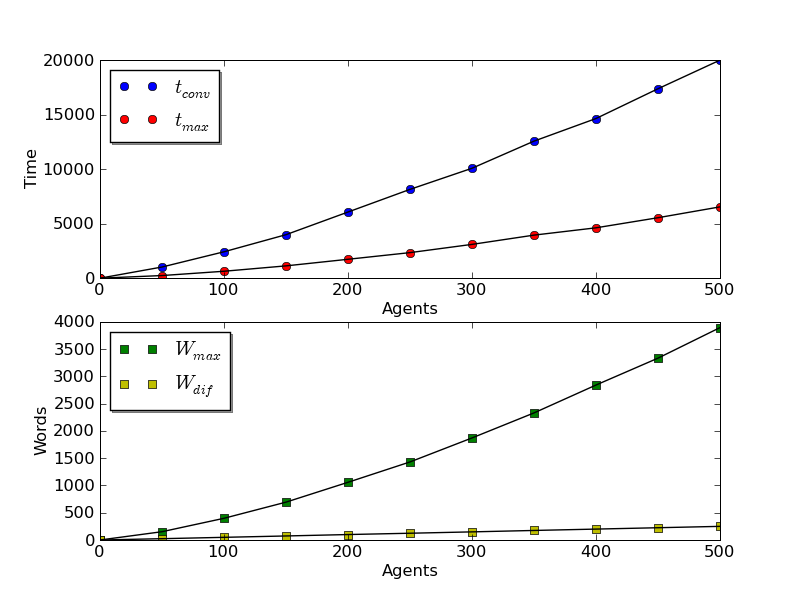 20000
15000
10000
5000
0
Time
t_conv
t_max
0 100 200 300 400 500
Agents
4000
3500
3000
2500
2000
1500
1000
500
0
Words
W_max
W_dif
0 100 200 300 400 500
Agents